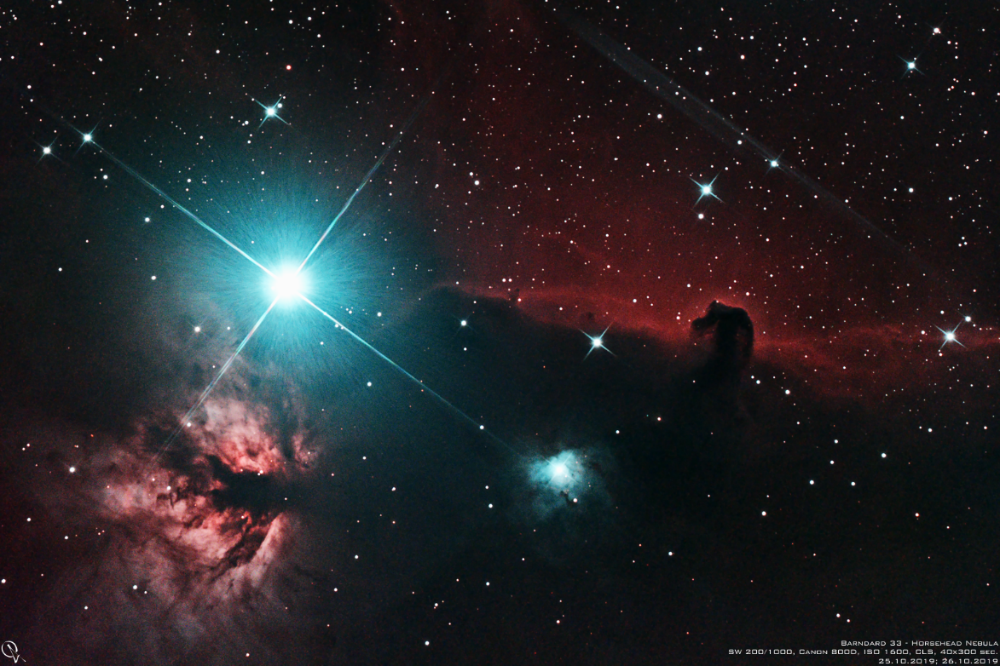 Barndard 33 - Horsehead Nebula
SW 200/1000, Canon 800D, ISO 1600, CLS, 40x300 sec.
25.10.2019; 26.10.201